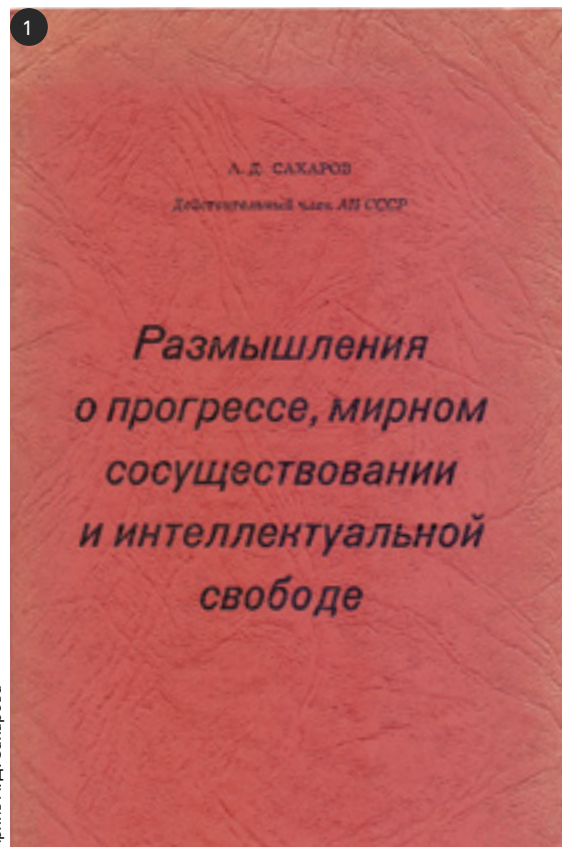 1
А. Д. САХАРОВ
Действительный член АН СССР
Размышления
о прогрессе, мирном
сосуществовании
и интеллектуальной
свободе